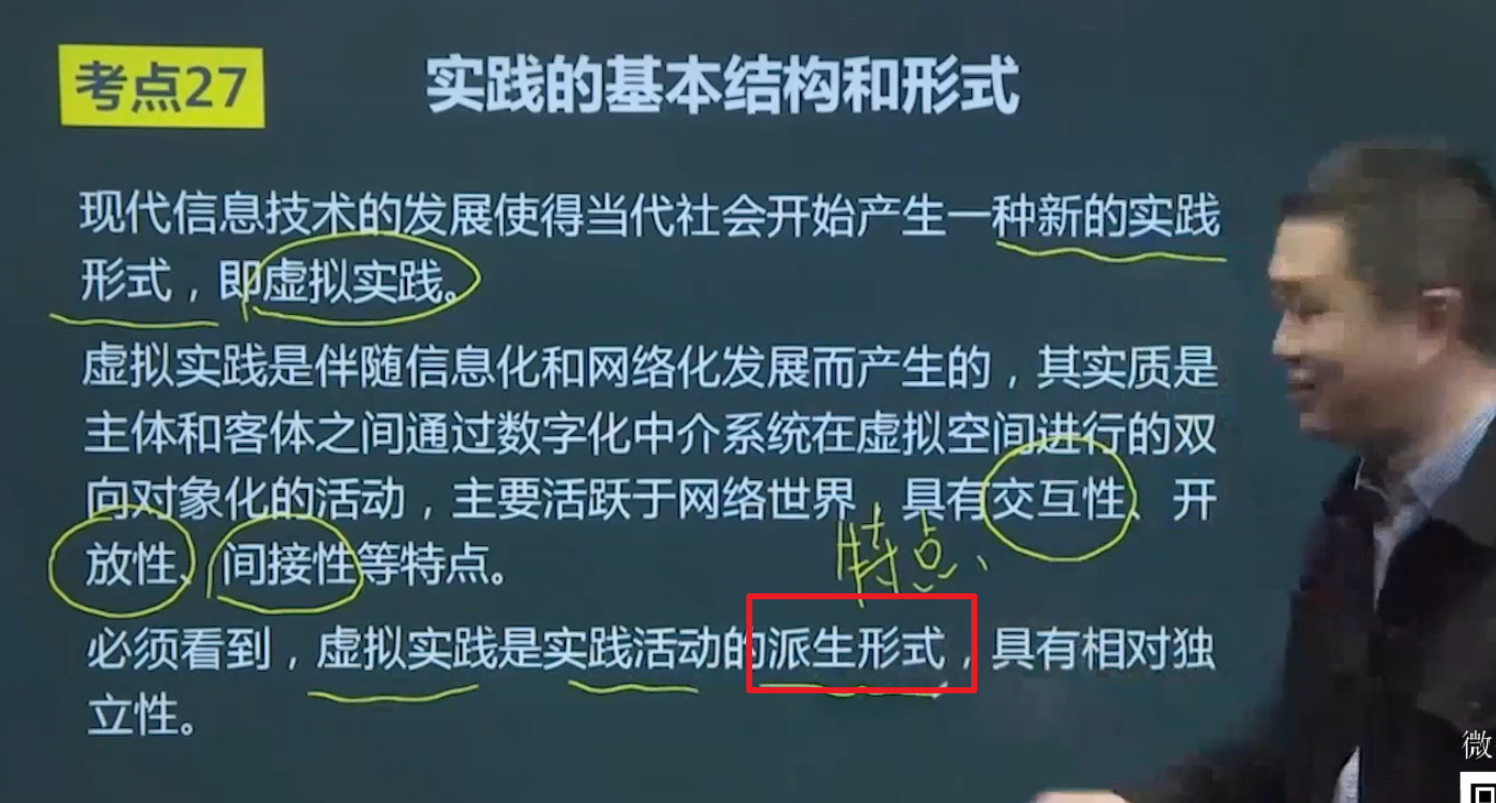 考点27
实践的基本结构和形式
现代信息技术的发展使得当代社会开始产生一种新的实践
形式，即虚拟实践。
虚拟实践是伴随信息化和网络化发展而产生的，其实质是
主体和客体之间通过数字化中介系统在虚拟空间进行的双
向对象化的活动，主要活跃于网络世界，具有交互性、开
放性、间接性等特点。
特点、
必须看到，虚拟实践是实践活动的派生形式，具有相对独
立性。
微